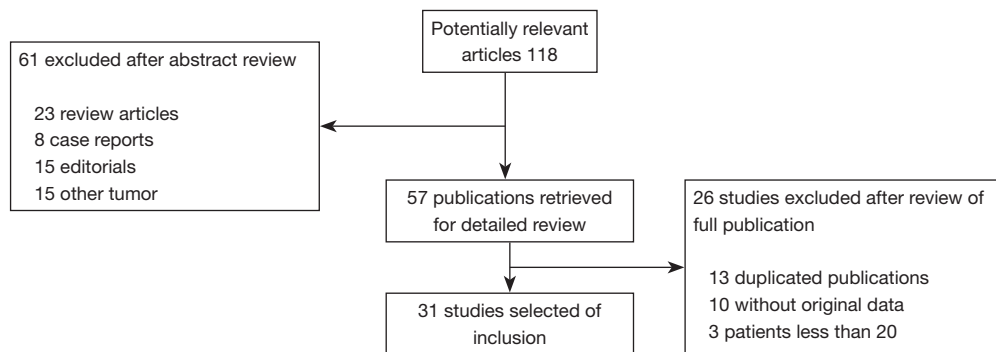 Potentially relevant
articles 118
61 excluded after abstract review
23 review articles
8 case reports
15 editorials
15 other tumor
57 publications retrieved
for detailed review
26 studies excluded after review of
full publication
13 duplicated publications
10 without original data
3 patients less than 20
31 studies selected of
inclusion